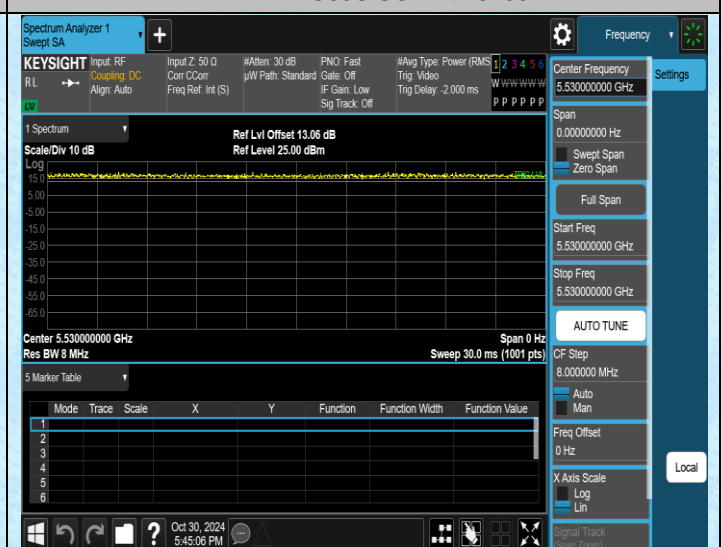 Spectrum Analyzer 1
Swept SA
+
Frequency
KEYSIGHT
RL
LW
Input: RF
Coupling: DC
Align: Auto
Input Z: 50 Ω
Corr CCorr
Freq Ref: Int (S)
#Atten: 30 dB
µW Path: Standard
PNO: Fast
Gate: Off
IF Gain: Low
Sig Track: Off
#Avg Type: Power (RMS
Trig: Video
Trig Delay: -2.000 ms
1 2 3 4 5 6
W W W W W W
P P P P P P
Center Frequency
5.530000000 GHz
Settings
Span
0.00000000 Hz
Swept Span
Zero Span
Full Span
Start Freq
5.530000000 GHz
Stop Freq
5.530000000 GHz
AUTO TUNE
CF Step
8.000000 MHz
Auto
Man
Freq Offset
0 Hz
X Axis Scale
Log
Lin
Signal Track
(Span Zoom)
Local
1 Spectrum
Scale/Div 10 dB
Ref Lvl Offset 13.06 dB
Ref Level 25.00 dBm
Log
15.0
5.00
-5.00
-15.0
-25.0
-35.0
-45.0
-55.0
-65.0
TRIG LVL
Center 5.530000000 GHz
Res BW 8 MHz
Span 0 Hz
Sweep 30.0 ms (1001 pts)
5 Marker Table
Mode Trace Scale X Y Function Function Width Function Value
1
2
3
4
5
6
?
Oct 30, 2024
5:45:06 PM